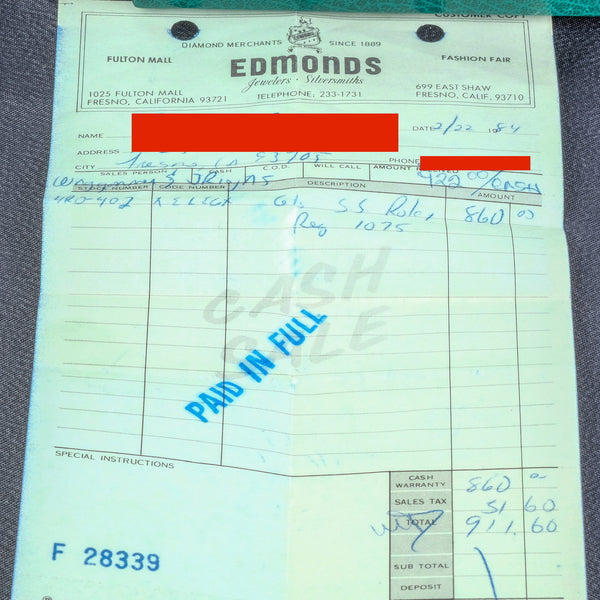 CUSTOMER COPY
DIAMOND MERCHANTS SINCE 1889
FULTON MALL
EDMONDS
FASHION FAIR
Jewelers · Silversmiths
1025 FULTON MALL
FRESNO, CALIFORNIA 93721
TELEPHONE, 233-1731
699 EAST SHAW
FRESNO, CALIF. 93710
NAME
DATE 2/22 1984
ADDRESS
CITY Fresno, CA 93705
PHONE
SALES PERSON CASH C.O.D. WILL CALL AMOUNT 922 00/CASH
STOCK NUMBER CODE NUMBER DESCRIPTION AMOUNT
SS Rolex 860 00
Reg 1075
CASH
SALE
PAID IN FULL
SPECIAL INSTRUCTIONS
CASH
WARRANTY 860
SALES TAX 51 60
TOTAL 911.60
SUB TOTAL
DEPOSIT
F 28339